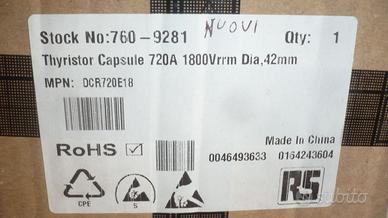 Stock No:760-9281 NUOVI Qty: 1
Thyristor Capsule 720A 1800Vrrm Dia,42mm
MPN: DCR720E18
Made In China
RoHS
0046493633 0164243604
CPE
S
RS
subito